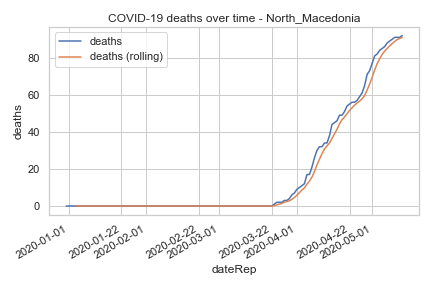 COVID-19 deaths over time - North_Macedonia
deaths
deaths (rolling)
80
60
40
20
0
deaths
2020-01-01
2020-01-22
2020-02-01
2020-02-22
2020-03-01
2020-03-22
2020-04-01
2020-04-22
2020-05-01
dateRep